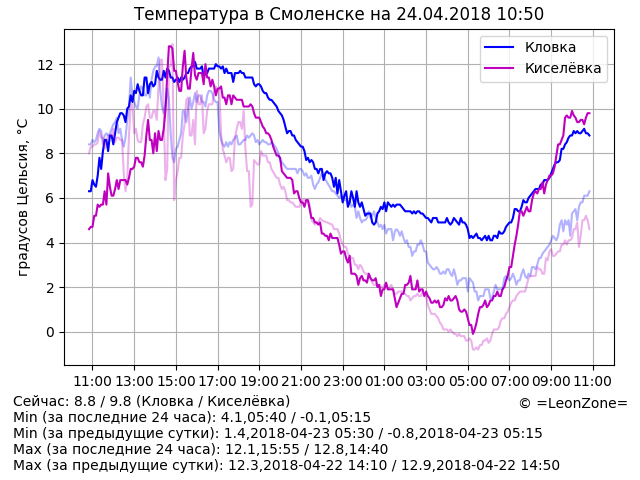 Температура в Смоленске на 24.04.2018 10:50
Кловка
Киселёвка
градусов Цельсия, °C
12
10
8
6
4
2
0
11:00 13:00 15:00 17:00 19:00 21:00 23:00 01:00 03:00 05:00 07:00 09:00 11:00
Сейчас: 8.8 / 9.8 (Кловка / Киселёвка)
© =LeonZone=
Min (за последние 24 часа): 4.1,05:40 / -0.1,05:15
Min (за предыдущие сутки): 1.4,2018-04-23 05:30 / -0.8,2018-04-23 05:15
Max (за последние 24 часа): 12.1,15:55 / 12.8,14:40
Max (за предыдущие сутки): 12.3,2018-04-22 14:10 / 12.9,2018-04-22 14:50